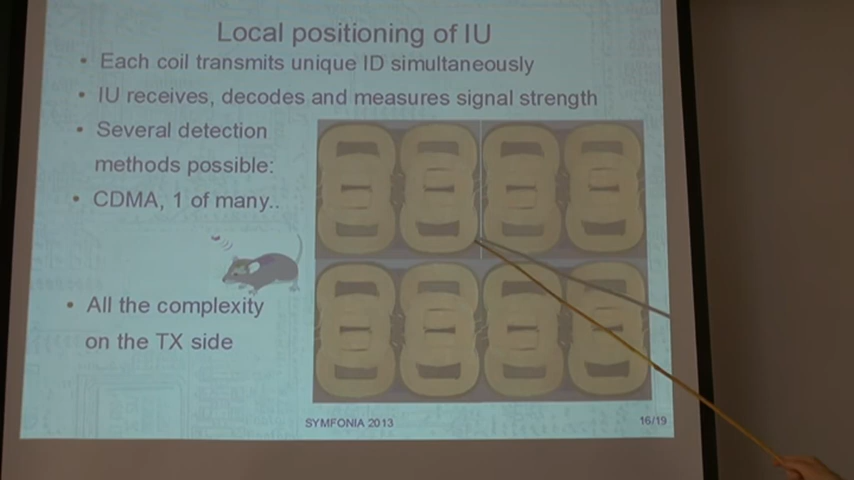 Local positioning of IU
• Each coil transmits unique ID simultaneously
• IU receives, decodes and measures signal strength
• Several detection
methods possible:
• CDMA, 1 of many..
• All the complexity
on the TX side
SYMFONIA 2013
16/19